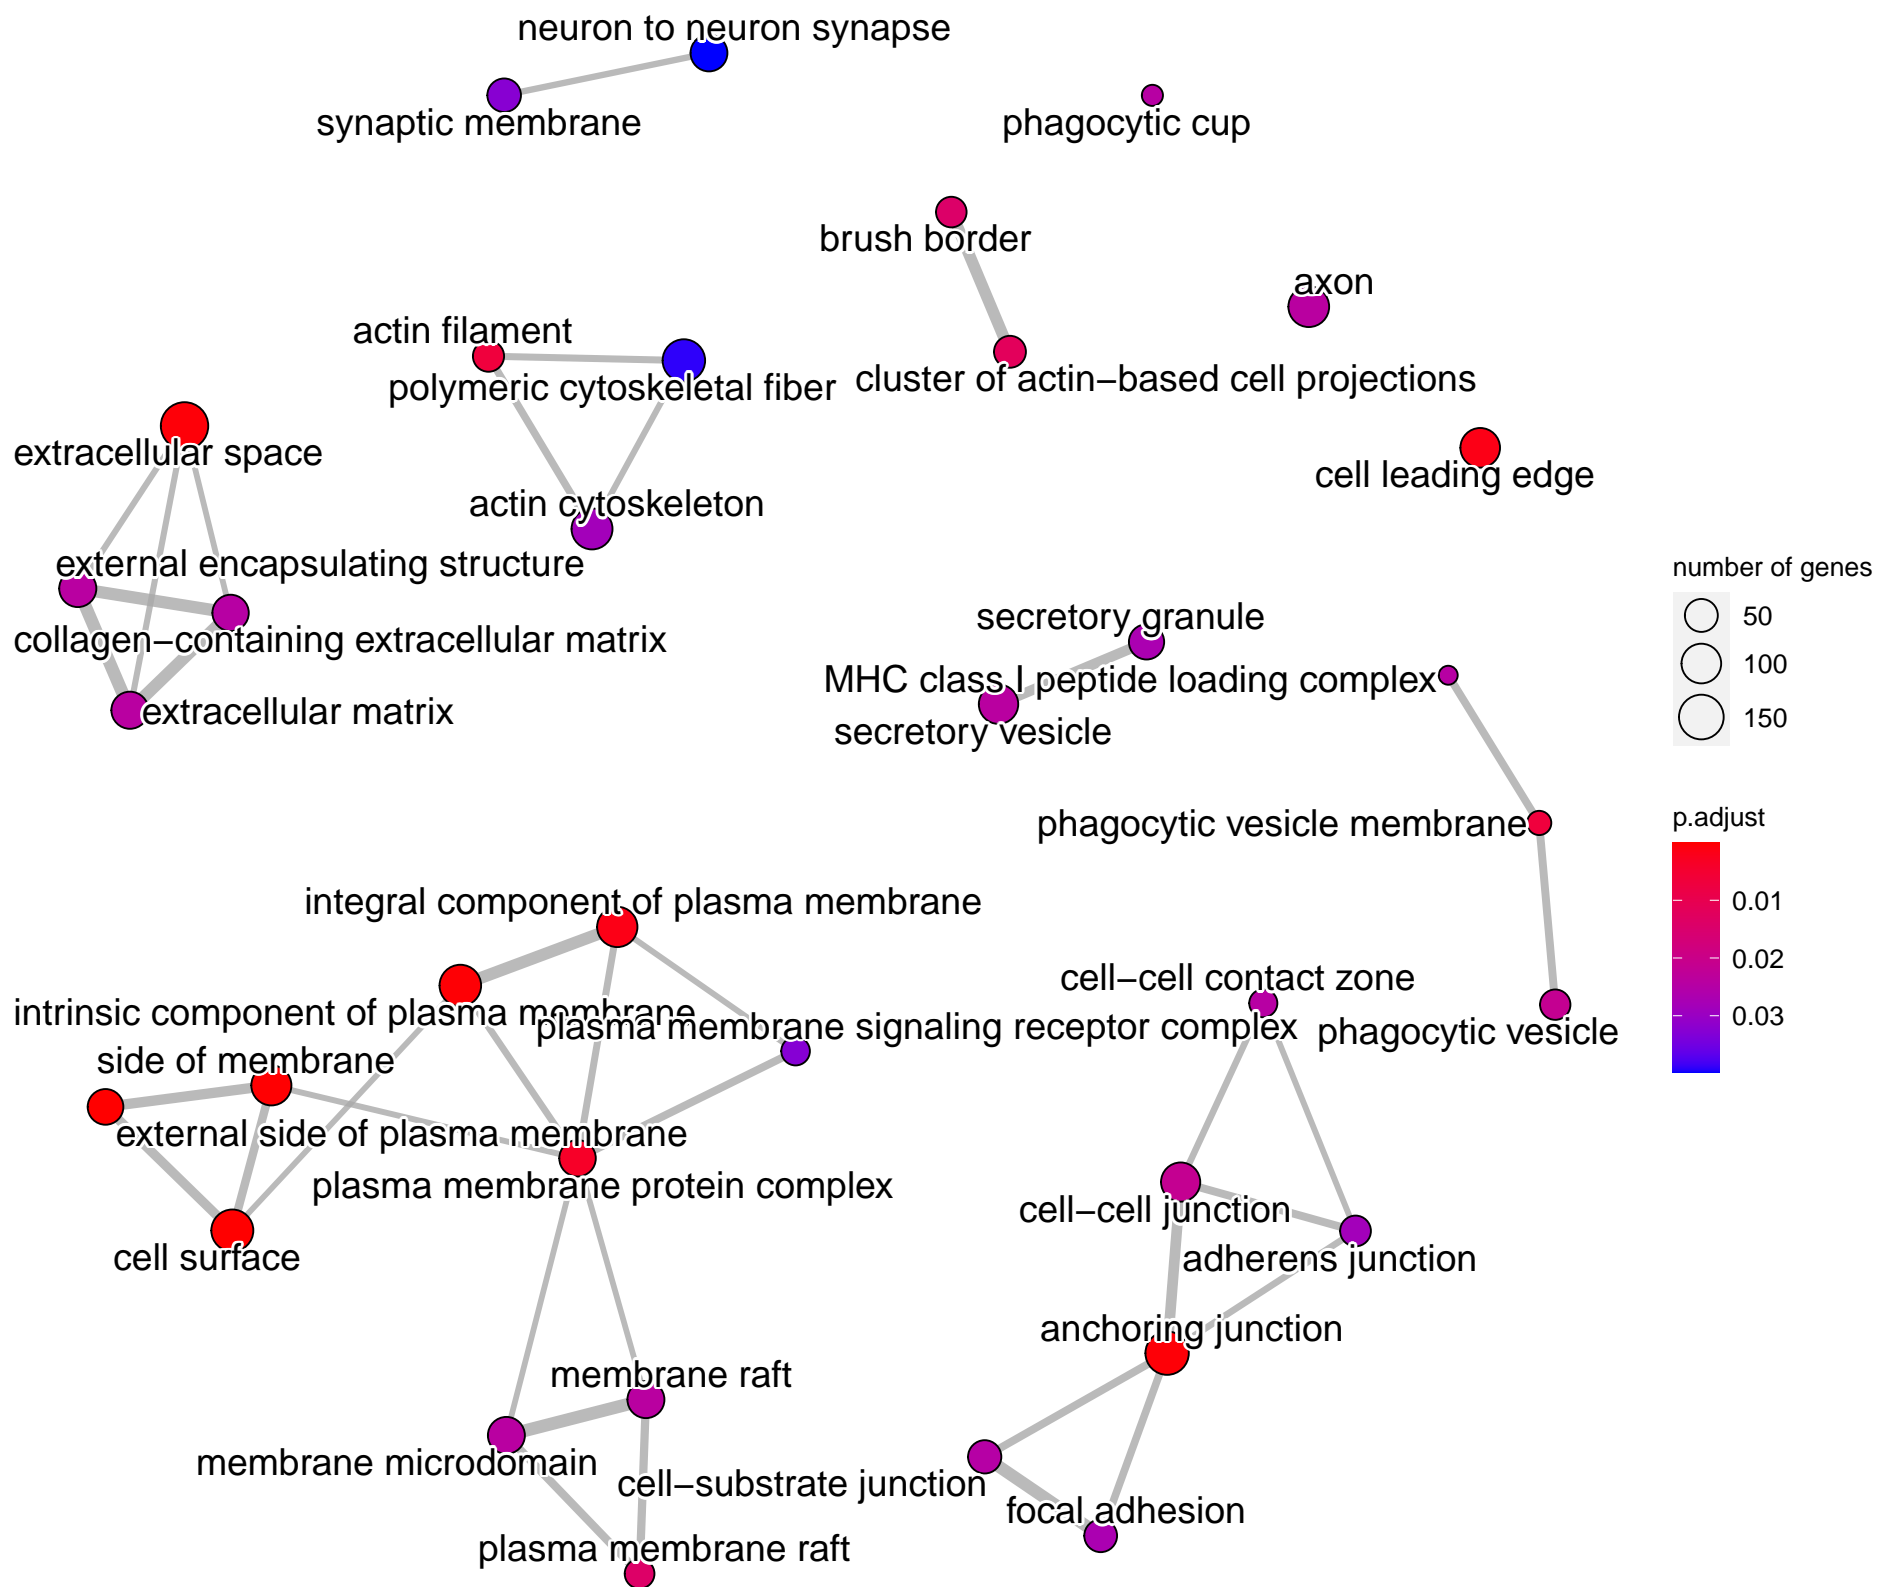 neuron to neuron synapse
synaptic membrane
phagocytic cup
brush border
axon
actin filament
polymeric cytoskeletal fiber
cluster of actin−based cell projections
extracellular space
cell leading edge
actin cytoskeleton
external encapsulating structure
collagen−containing extracellular matrix
extracellular matrix
secretory granule
MHC class I peptide loading complex
secretory vesicle
phagocytic vesicle membrane
integral component of plasma membrane
intrinsic component of plasma membrane
plasma membrane signaling receptor complex
cell−cell contact zone
phagocytic vesicle
side of membrane
external side of plasma membrane
plasma membrane protein complex
cell surface
cell−cell junction
adherens junction
anchoring junction
membrane raft
membrane microdomain
cell−substrate junction
focal adhesion
plasma membrane raft
number of genes
50
100
150
p.adjust
0.01
0.02
0.03